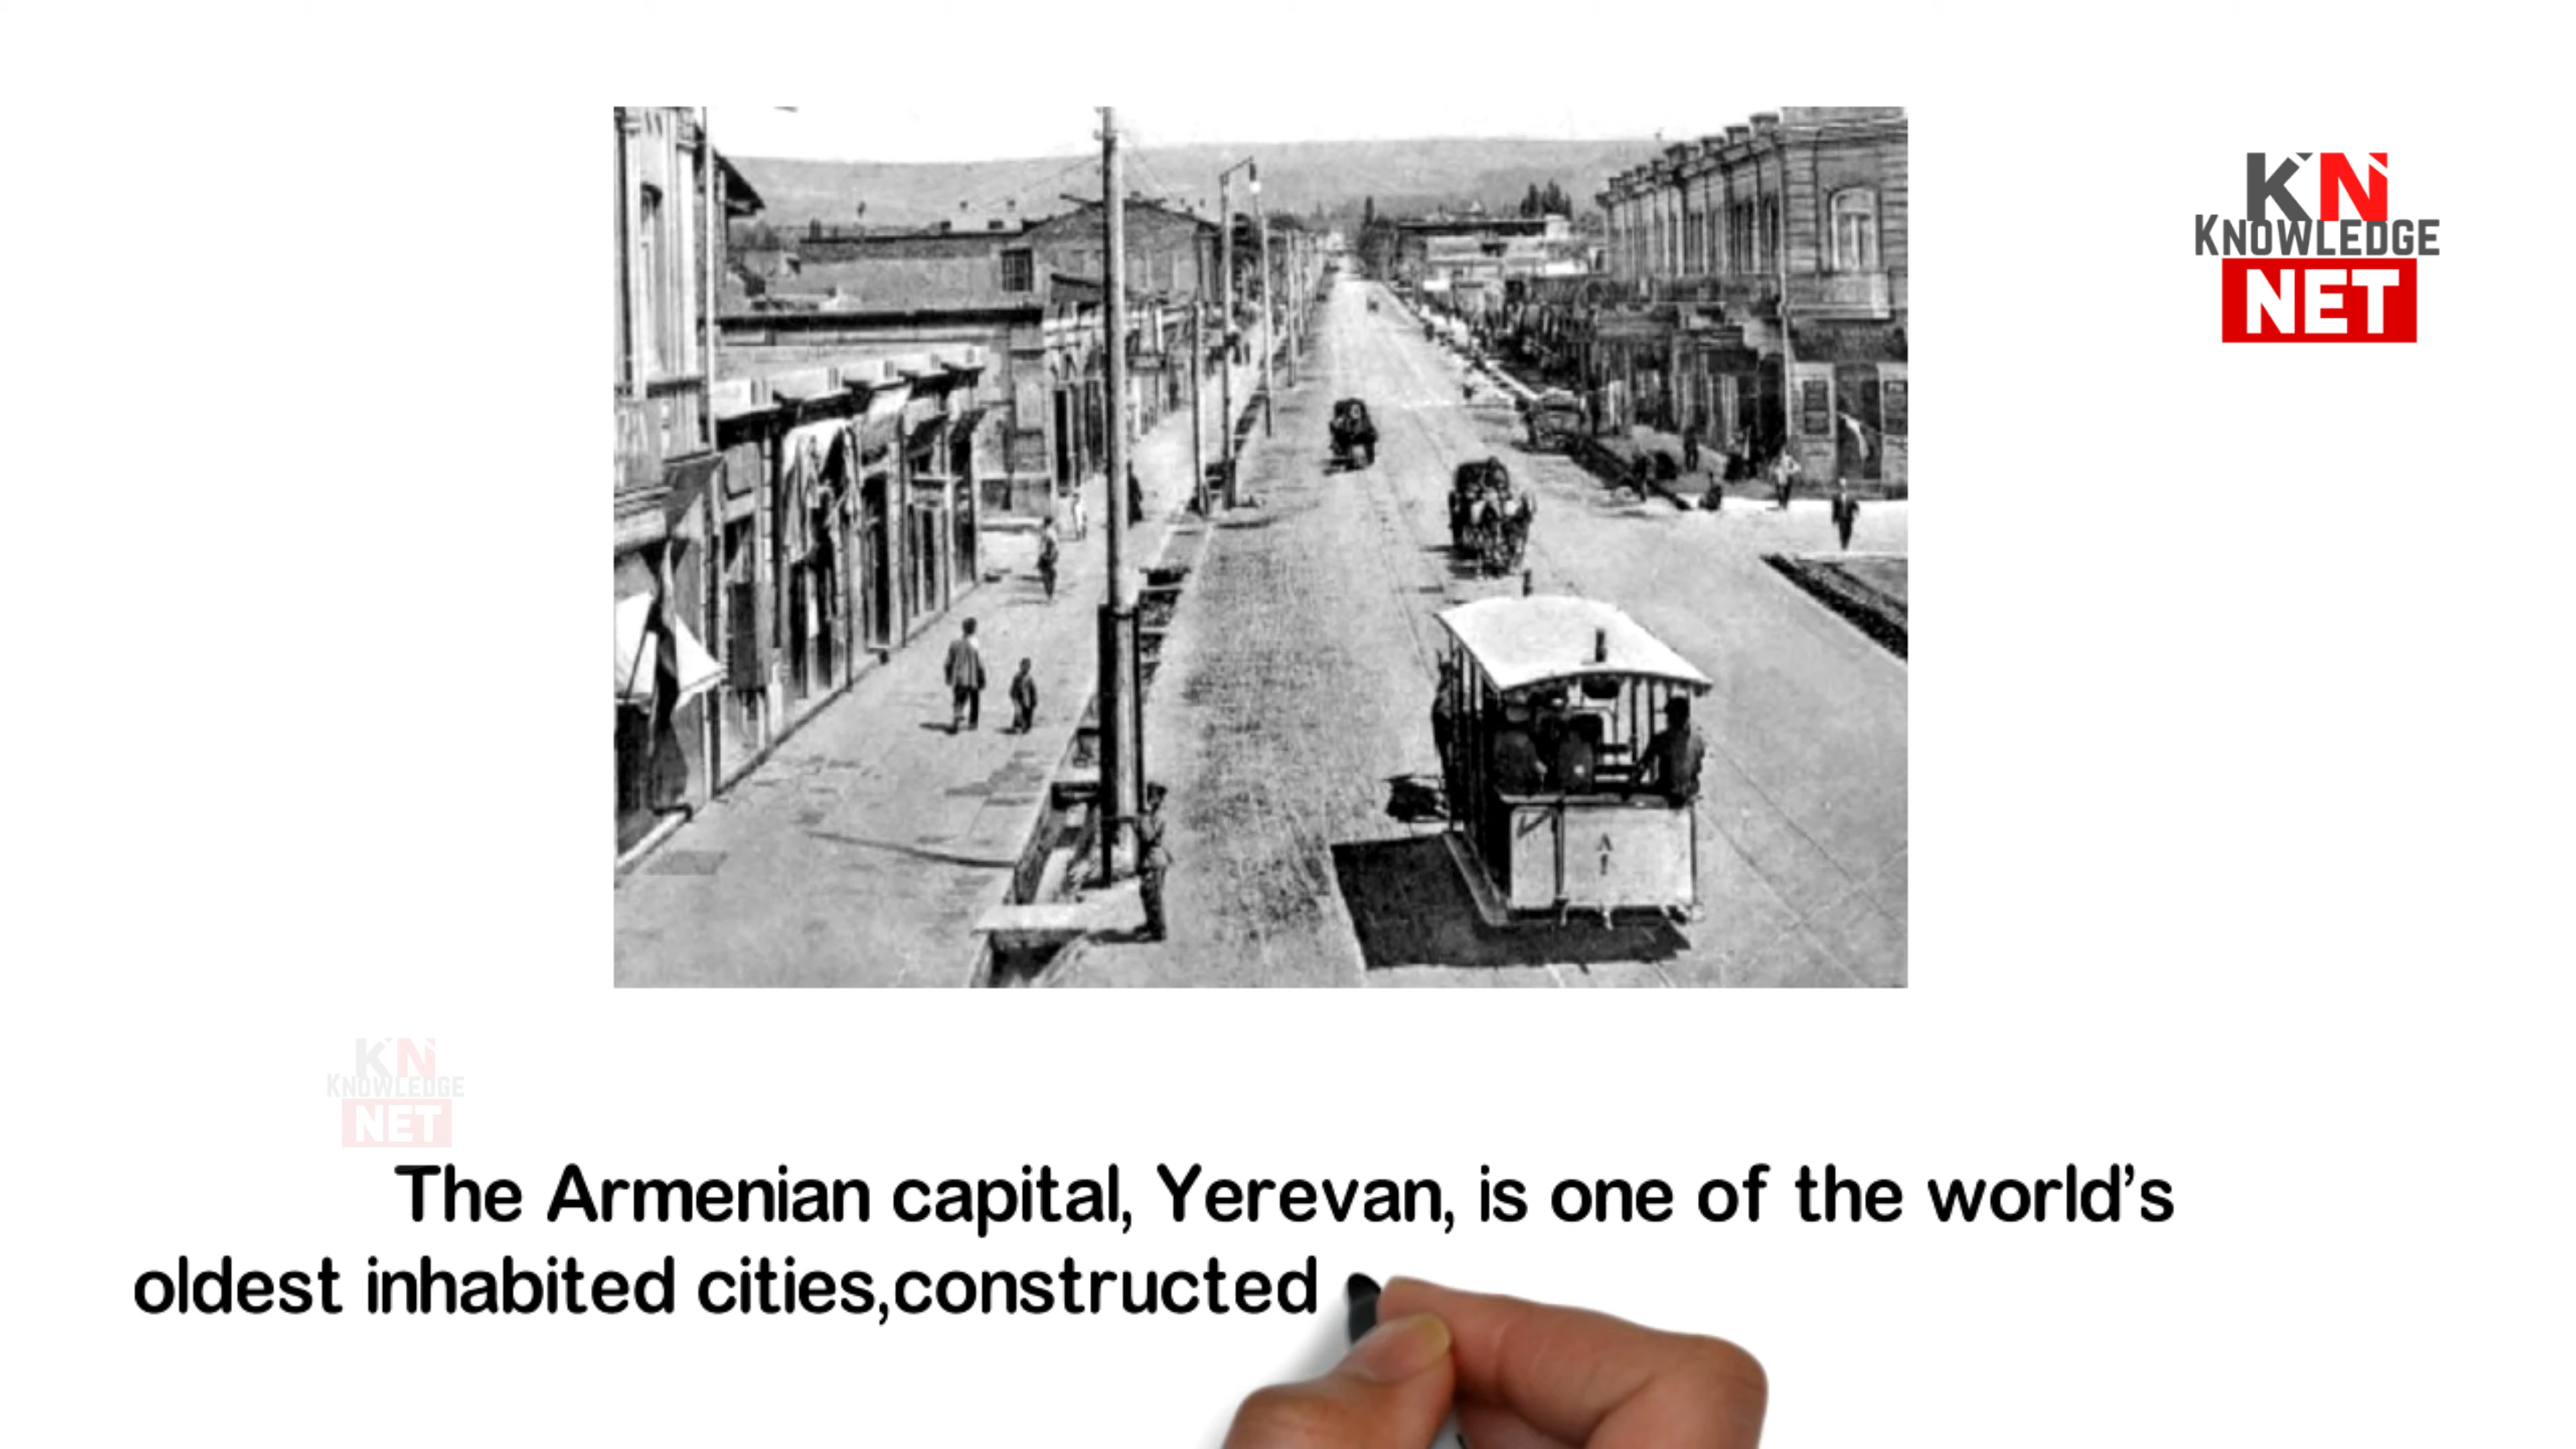 KN
KNOWLEDGE
NET
KN
KNOWLEDGE
NET
The Armenian capital, Yerevan, is one of the world's
oldest inhabited cities,constructed